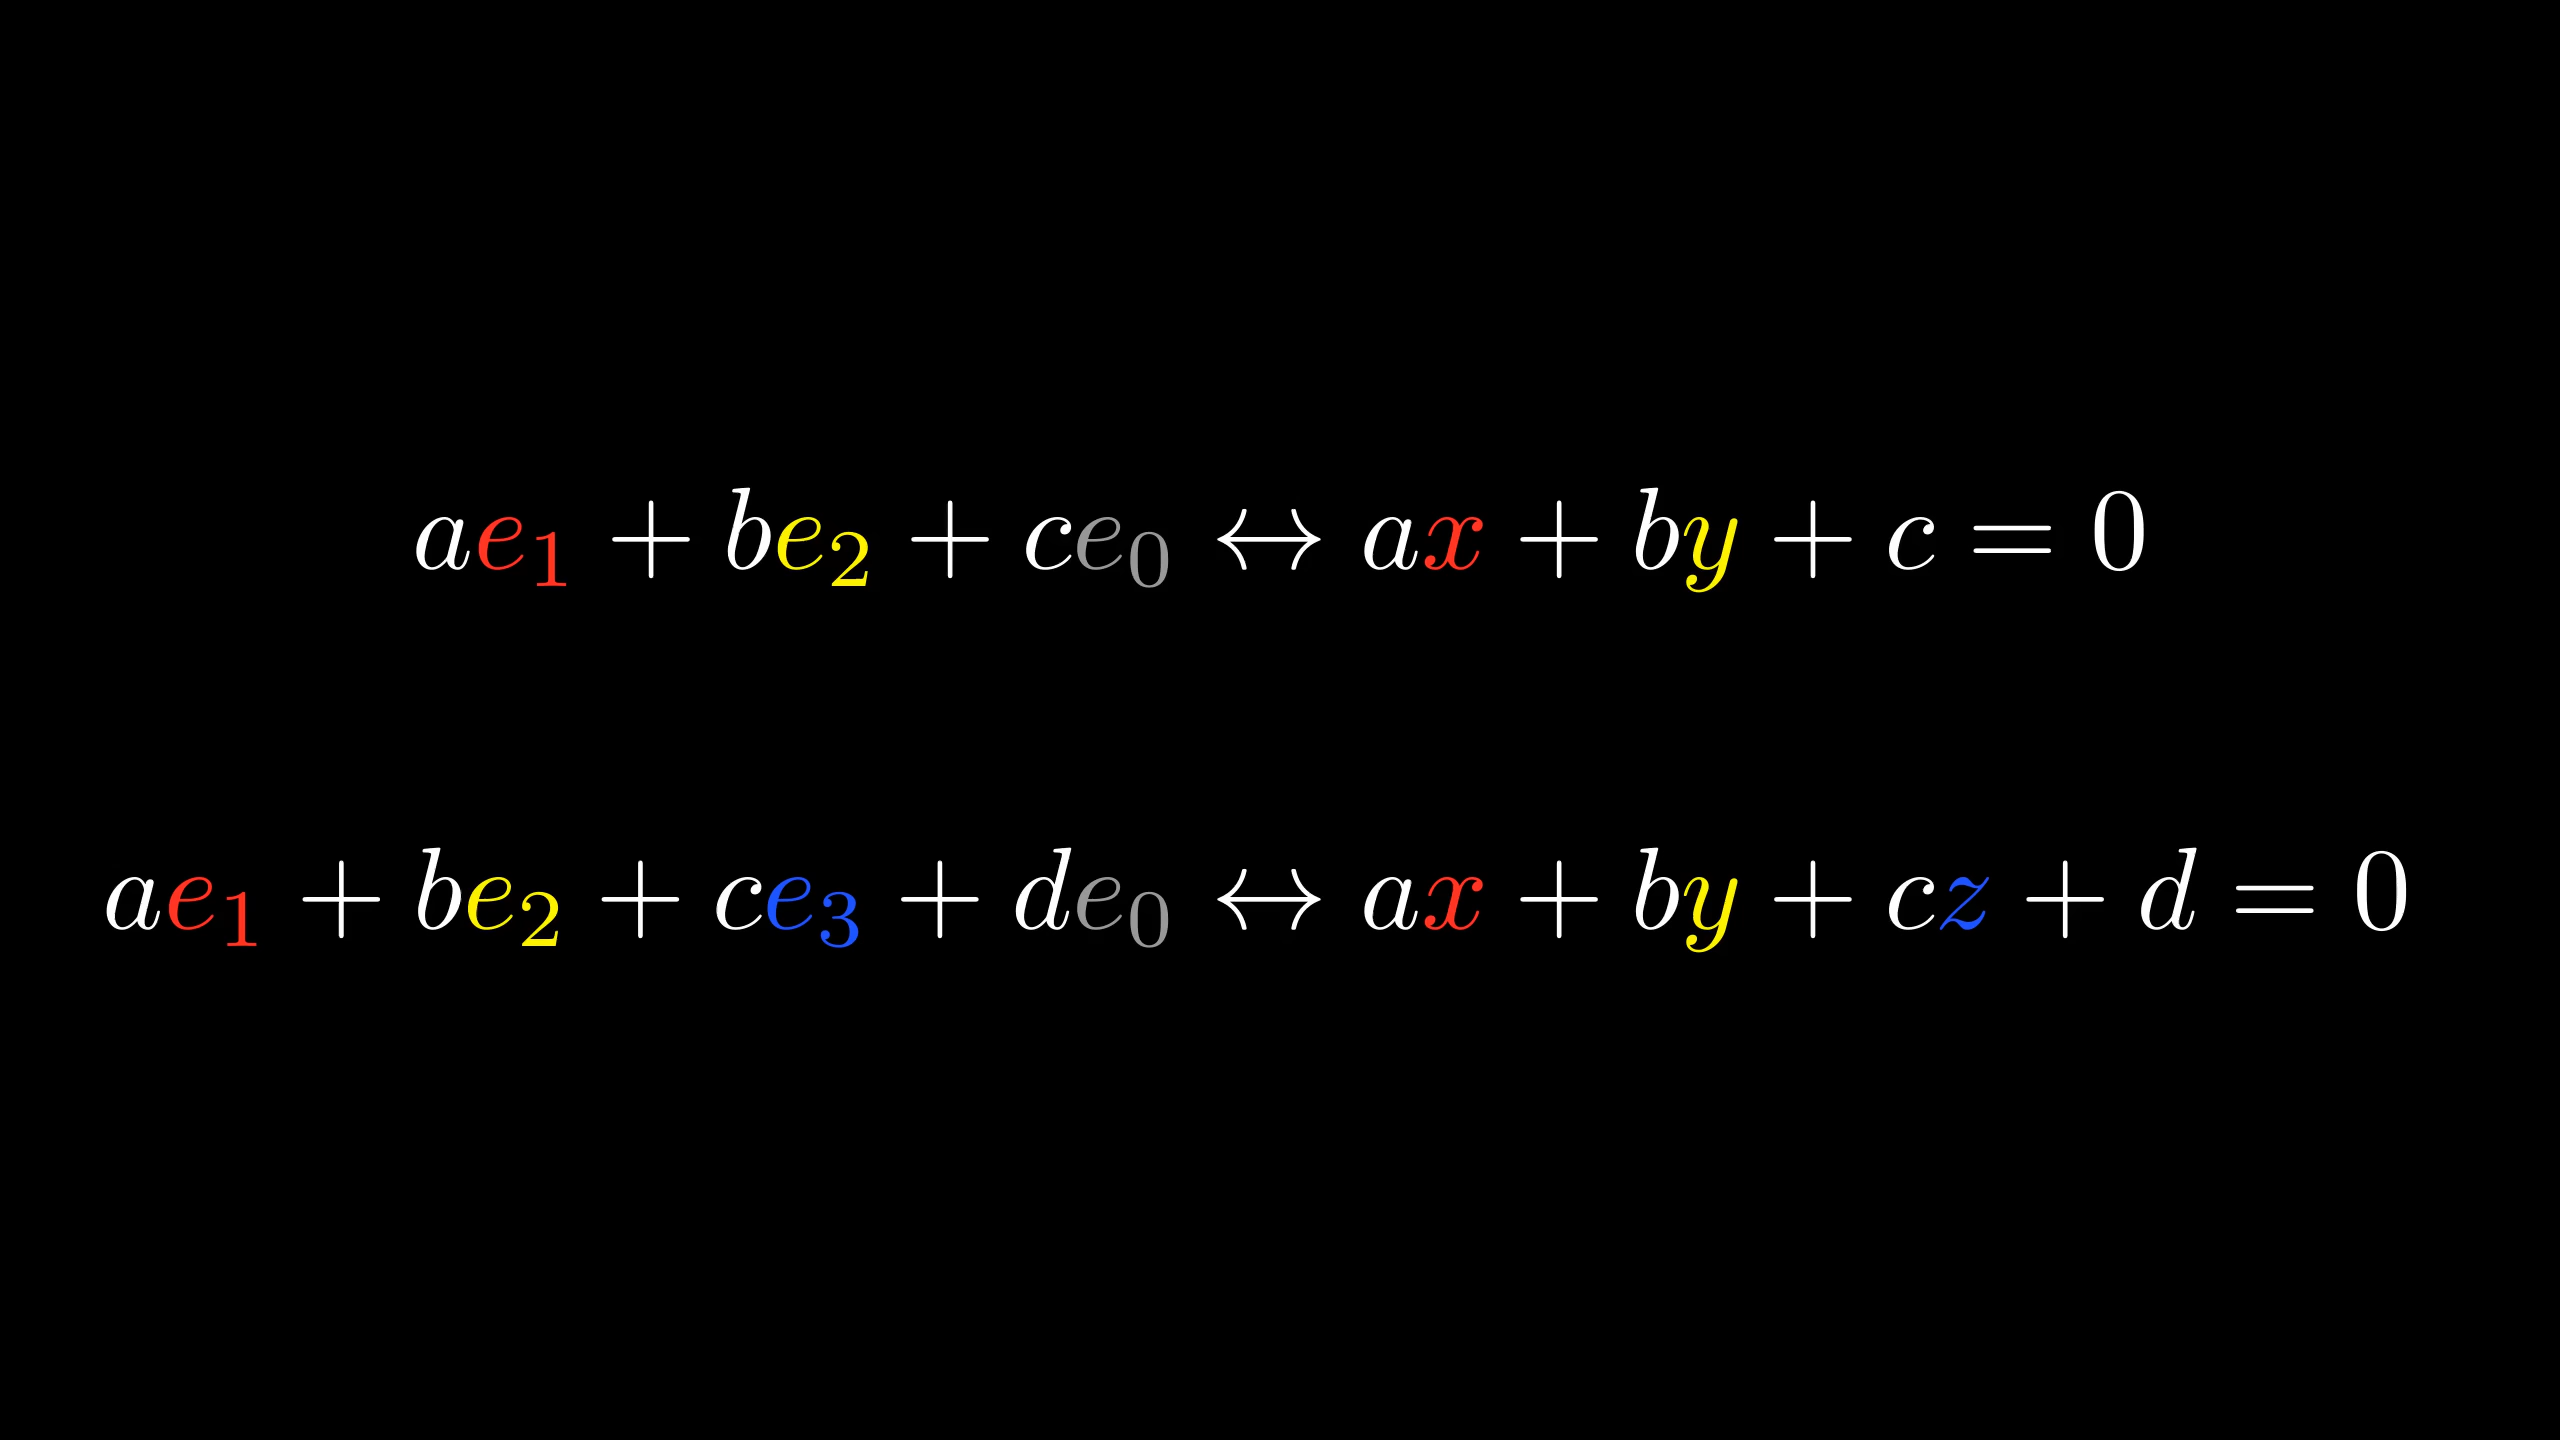 ae₁ + be₂ + ce₀ ↔ ax + by + c = 0
ae₁ + be₂ + ce₃ + de₀ ↔ ax + by + cz + d = 0